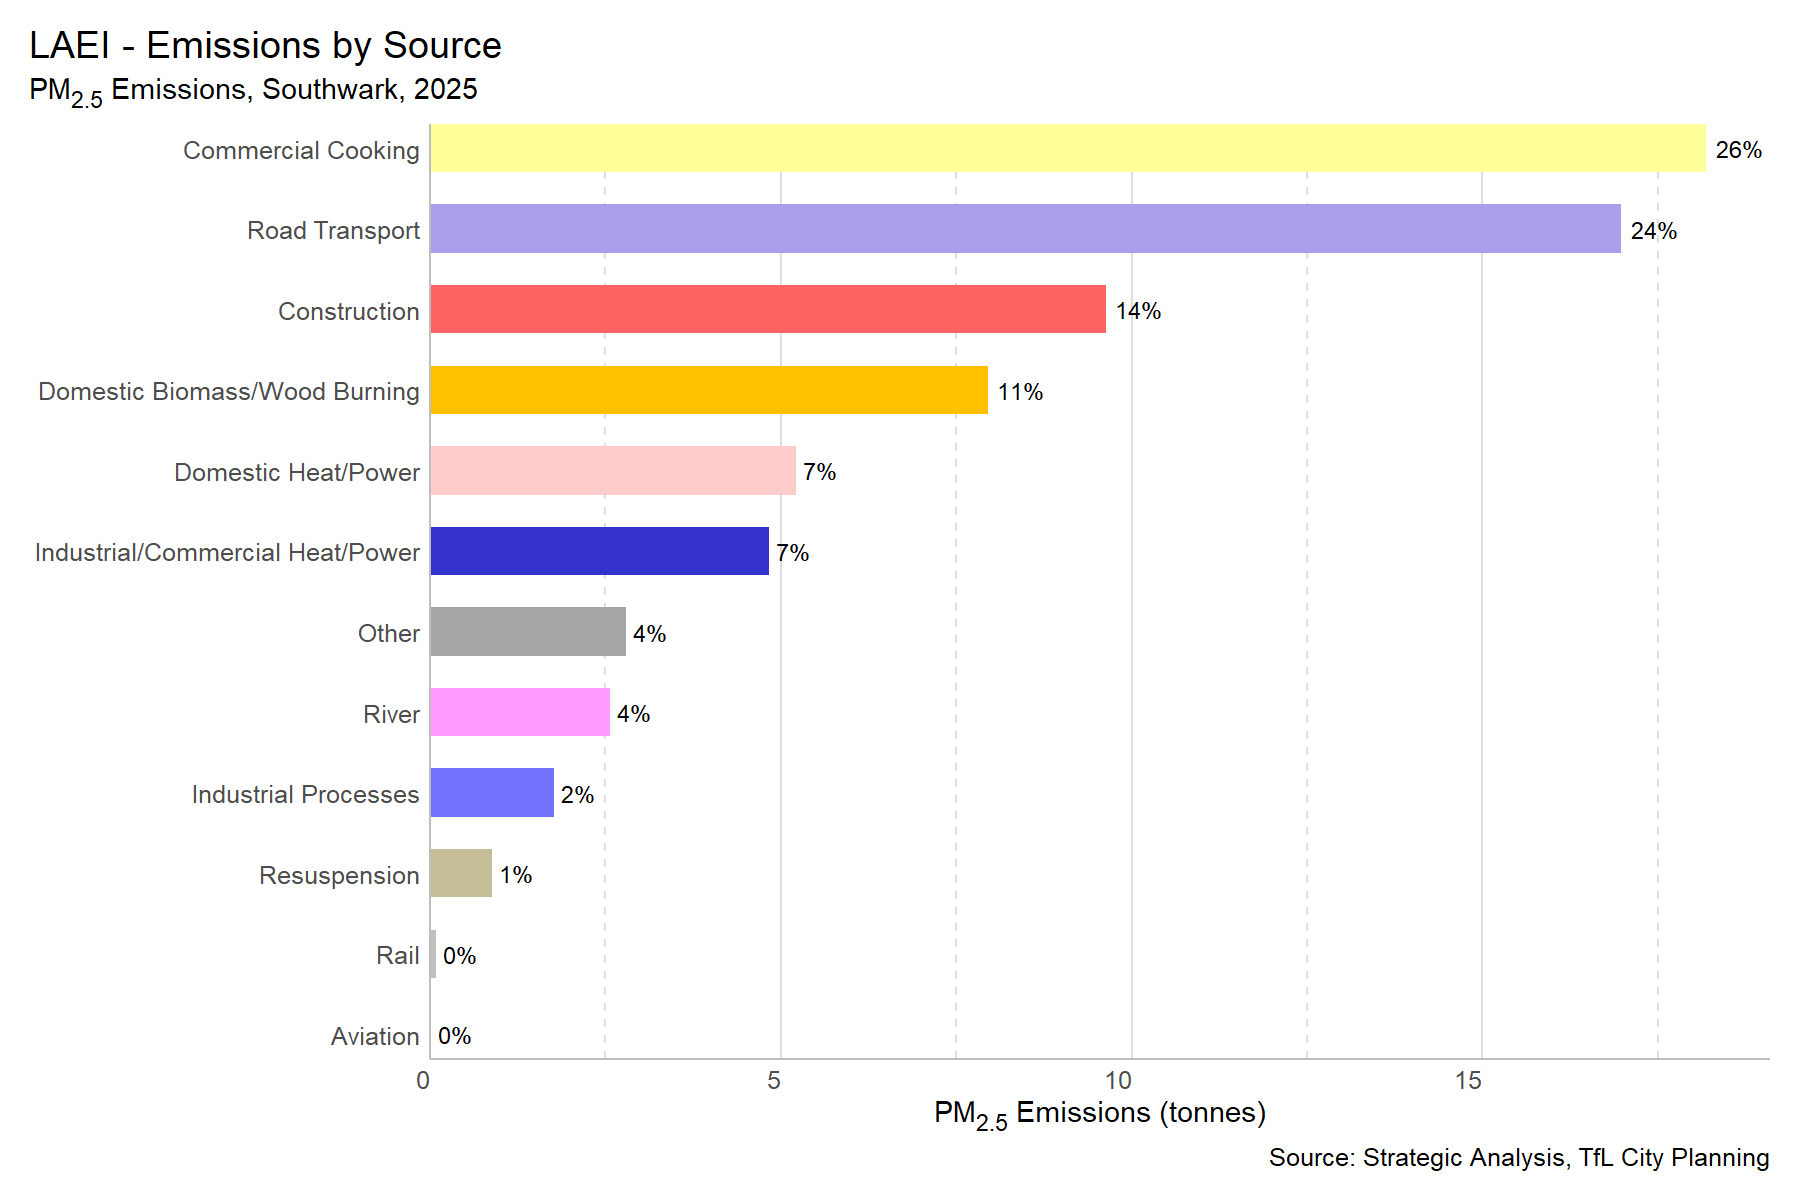 LAEI - Emissions by Source
PM2.5 Emissions, Southwark, 2025
Commercial Cooking 26%
Road Transport 24%
Construction 14%
Domestic Biomass/Wood Burning 11%
Domestic Heat/Power 7%
Industrial/Commercial Heat/Power 7%
Other 4%
River 4%
Industrial Processes 2%
Resuspension 1%
Rail 0%
Aviation 0%
0 5 10 15
PM2.5 Emissions (tonnes)
Source: Strategic Analysis, TfL City Planning